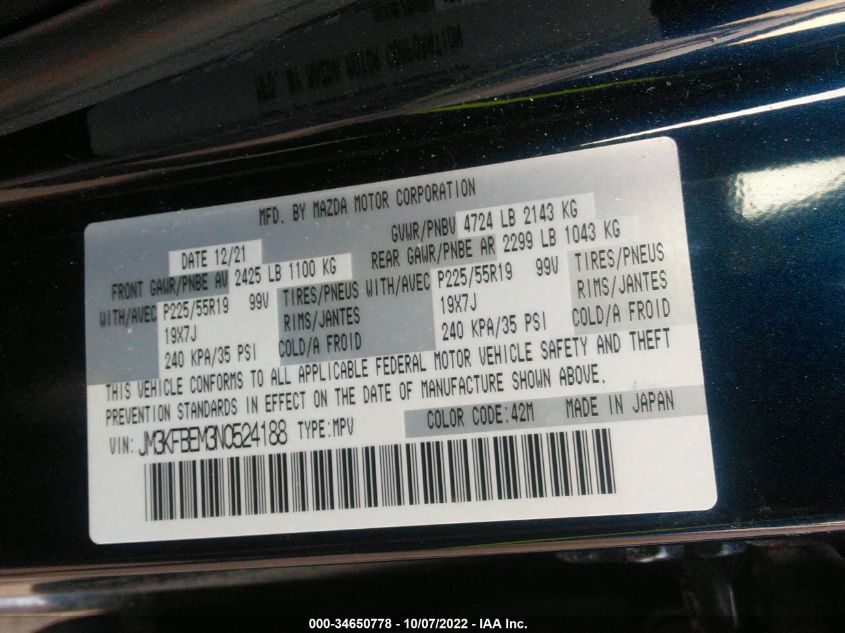 MFD. BY MAZDA MOTOR CORPORATION
DATE 12/21
GVWR/PNBV 4724 LB 2143 KG
FRONT GAWR/PNBE AV 2425 LB 1100 KG
REAR GAWR/PNBE AR 2299 LB 1043 KG
WITH/AVEC P225/55R19 99V TIRES/PNEUS
19X7J RIMS/JANTES
240 KPA/35 PSI COLD/A FROID
WITH/AVEC P225/55R19 99V TIRES/PNEUS
19X7J RIMS/JANTES
240 KPA/35 PSI COLD/A FROID
THIS VEHICLE CONFORMS TO ALL APPLICABLE FEDERAL MOTOR VEHICLE SAFETY AND THEFT
PREVENTION STANDARDS IN EFFECT ON THE DATE OF MANUFACTURE SHOWN ABOVE.
COLOR CODE:42M MADE IN JAPAN
VIN: JM3KFBEM3N0524188 TYPE:MPV
000-34650778 - 10/07/2022 - IAA Inc.